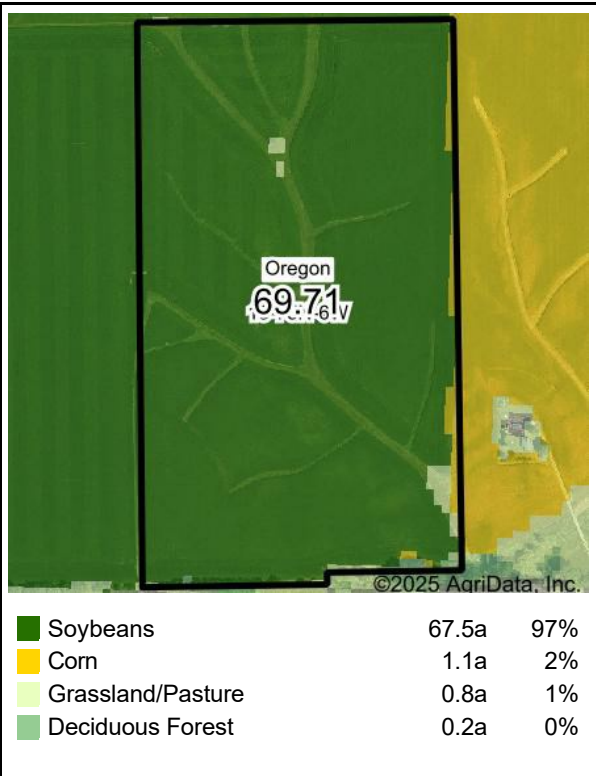 Oregon
69.71
©2025 AgriData, Inc.
Soybeans 67.5a 97%
Corn 1.1a 2%
Grassland/Pasture 0.8a 1%
Deciduous Forest 0.2a 0%